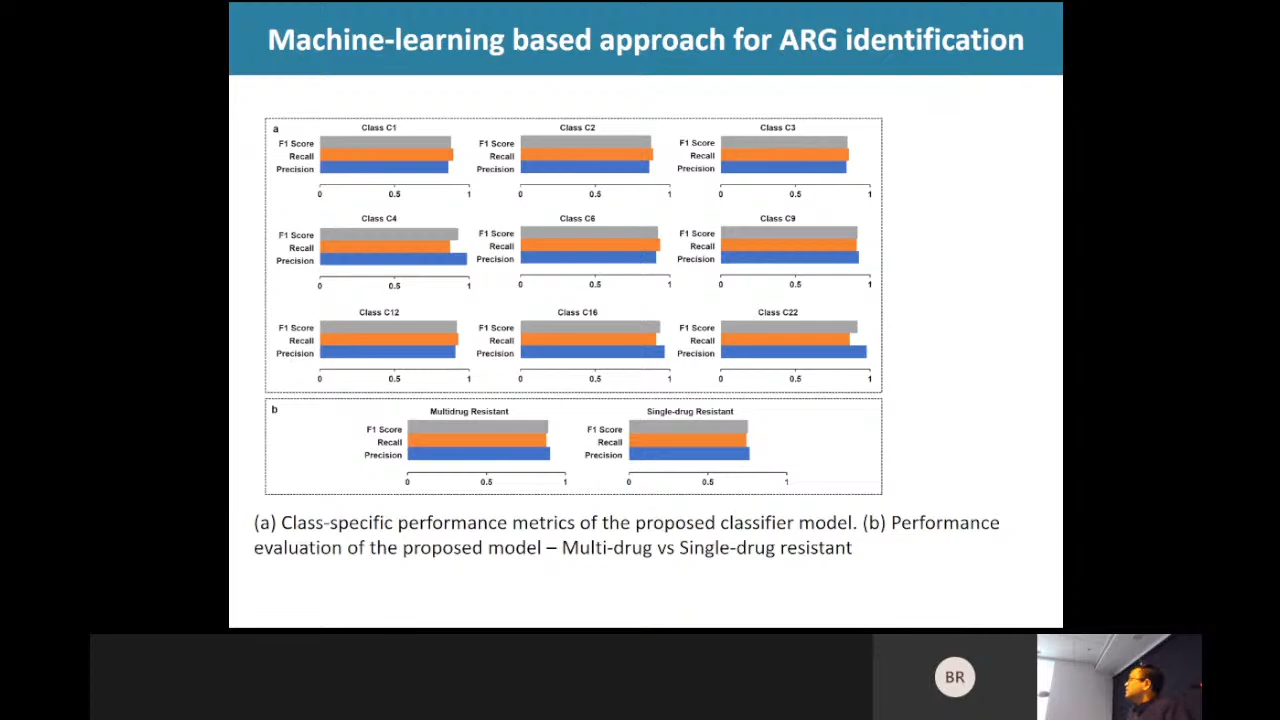 Machine-learning based approach for ARG identification
a
Class C1
F1 Score
Recall
Precision
0 0.5 1
Class C2
F1 Score
Recall
Precision
0 0.5 1
Class C3
F1 Score
Recall
Precision
0 0.5 1
Class C4
F1 Score
Recall
Precision
0 0.5 1
Class C6
F1 Score
Recall
Precision
0 0.5 1
Class C9
F1 Score
Recall
Precision
0 0.5 1
Class C12
F1 Score
Recall
Precision
0 0.5 1
Class C16
F1 Score
Recall
Precision
0 0.5 1
Class C22
F1 Score
Recall
Precision
0 0.5 1
b
Multidrug Resistant
F1 Score
Recall
Precision
0 0.5 1
Single-drug Resistant
F1 Score
Recall
Precision
0 0.5 1
(a) Class-specific performance metrics of the proposed classifier model. (b) Performance
evaluation of the proposed model – Multi-drug vs Single-drug resistant
BR